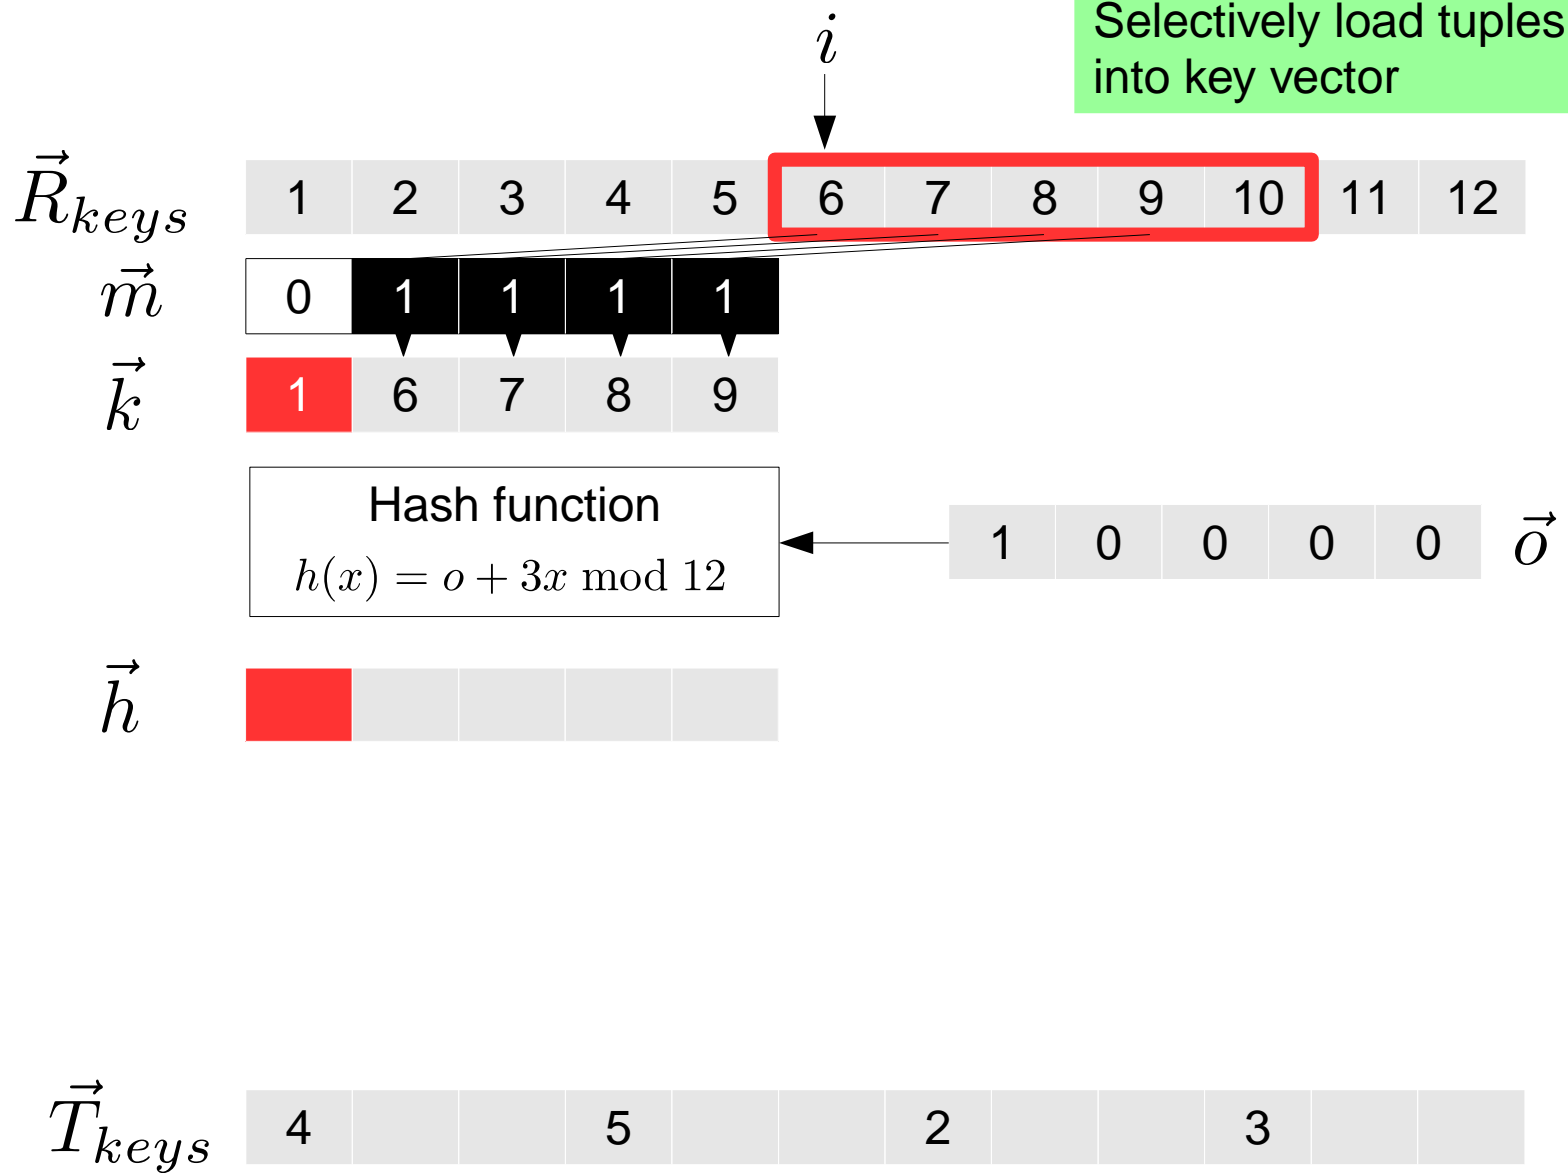 Selectively load tuples
into key vector
i
R⃗keys 1 2 3 4 5 6 7 8 9 10 11 12
m⃗ 0 1 1 1 1
k⃗ 1 6 7 8 9
Hash function
h(x) = o + 3x mod 12
1 0 0 0 0 o⃗
h⃗
T⃗keys 4 5 2 3